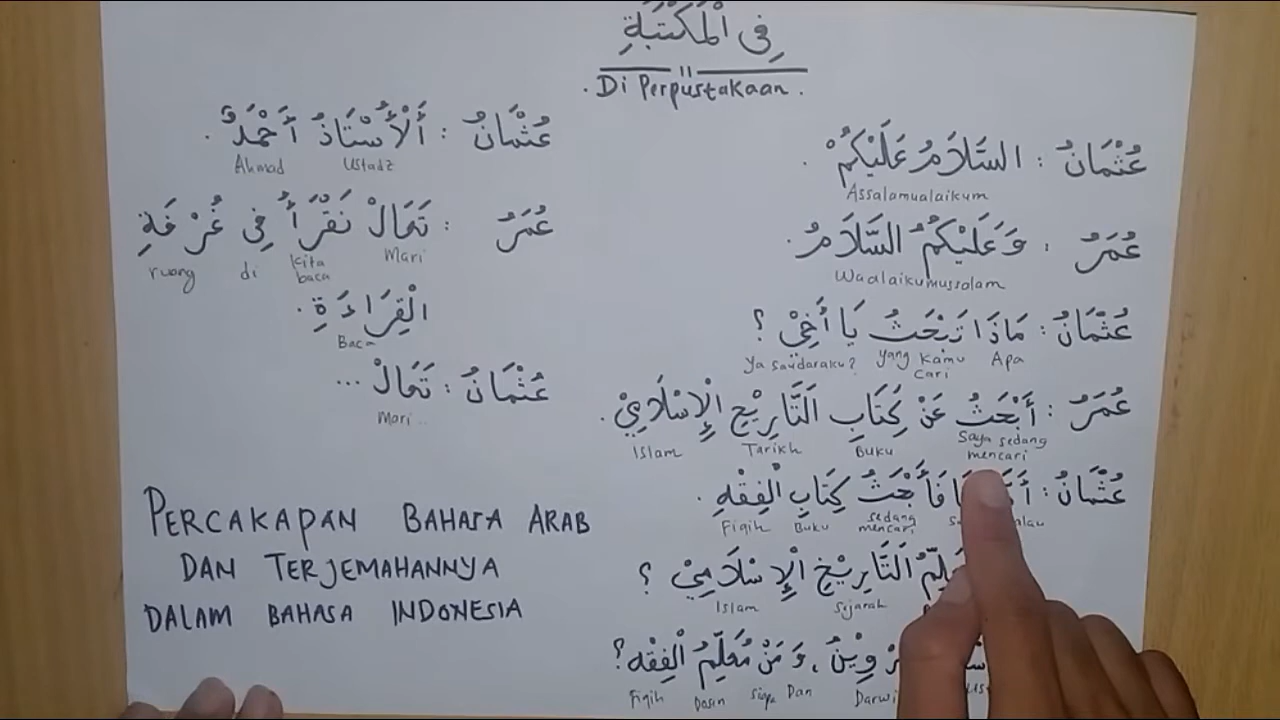 فِى الْمَكْتَبَةِ
. Di Perpustakaan .
عُثْمَانُ : السَّلَامُ عَلَيْكُمْ .
Assalamualaikum
عُمَرُ : وَعَلَيْكُمُ السَّلَامُ .
Waalaikumussalam
عُثْمَانُ : مَاذَا تَبْحَثُ يَا أَخِيْ ؟
Ya saudaraku? yang kamu cari Apa
عُمَرُ : أَبْحَثُ عَنْ كِتَابِ التَّارِيْخِ الْإِسْلَامِيْ .
Islam Tarikh Buku Saya sedang mencari
عُثْمَانُ : فَأَبْحَثُ كِتَابِ الْفِقْهِ .
Fiqih Buku sedang mencari
التَّارِيْخِ الْإِسْلَامِيْ ؟
Islam Sejarah
وَمَنْ مُعَلِّمُ الْفِقْه ؟
Fiqih Dosen siapa Dan
عُثْمَانُ : أَلْأُسْتَاذُ أَحْمَدُ .
Ahmad Ustadz
عُمَرُ : تَعَالْ نَقْرَأُ فِى غُرْفَةِ
ruang di kita baca Mari
الْقِرَاءَةِ .
Baca
عُثْمَانُ : تَعَالْ ...
Mari ..
PERCAKAPAN BAHASA ARAB
DAN TERJEMAHANNYA
DALAM BAHASA INDONESIA